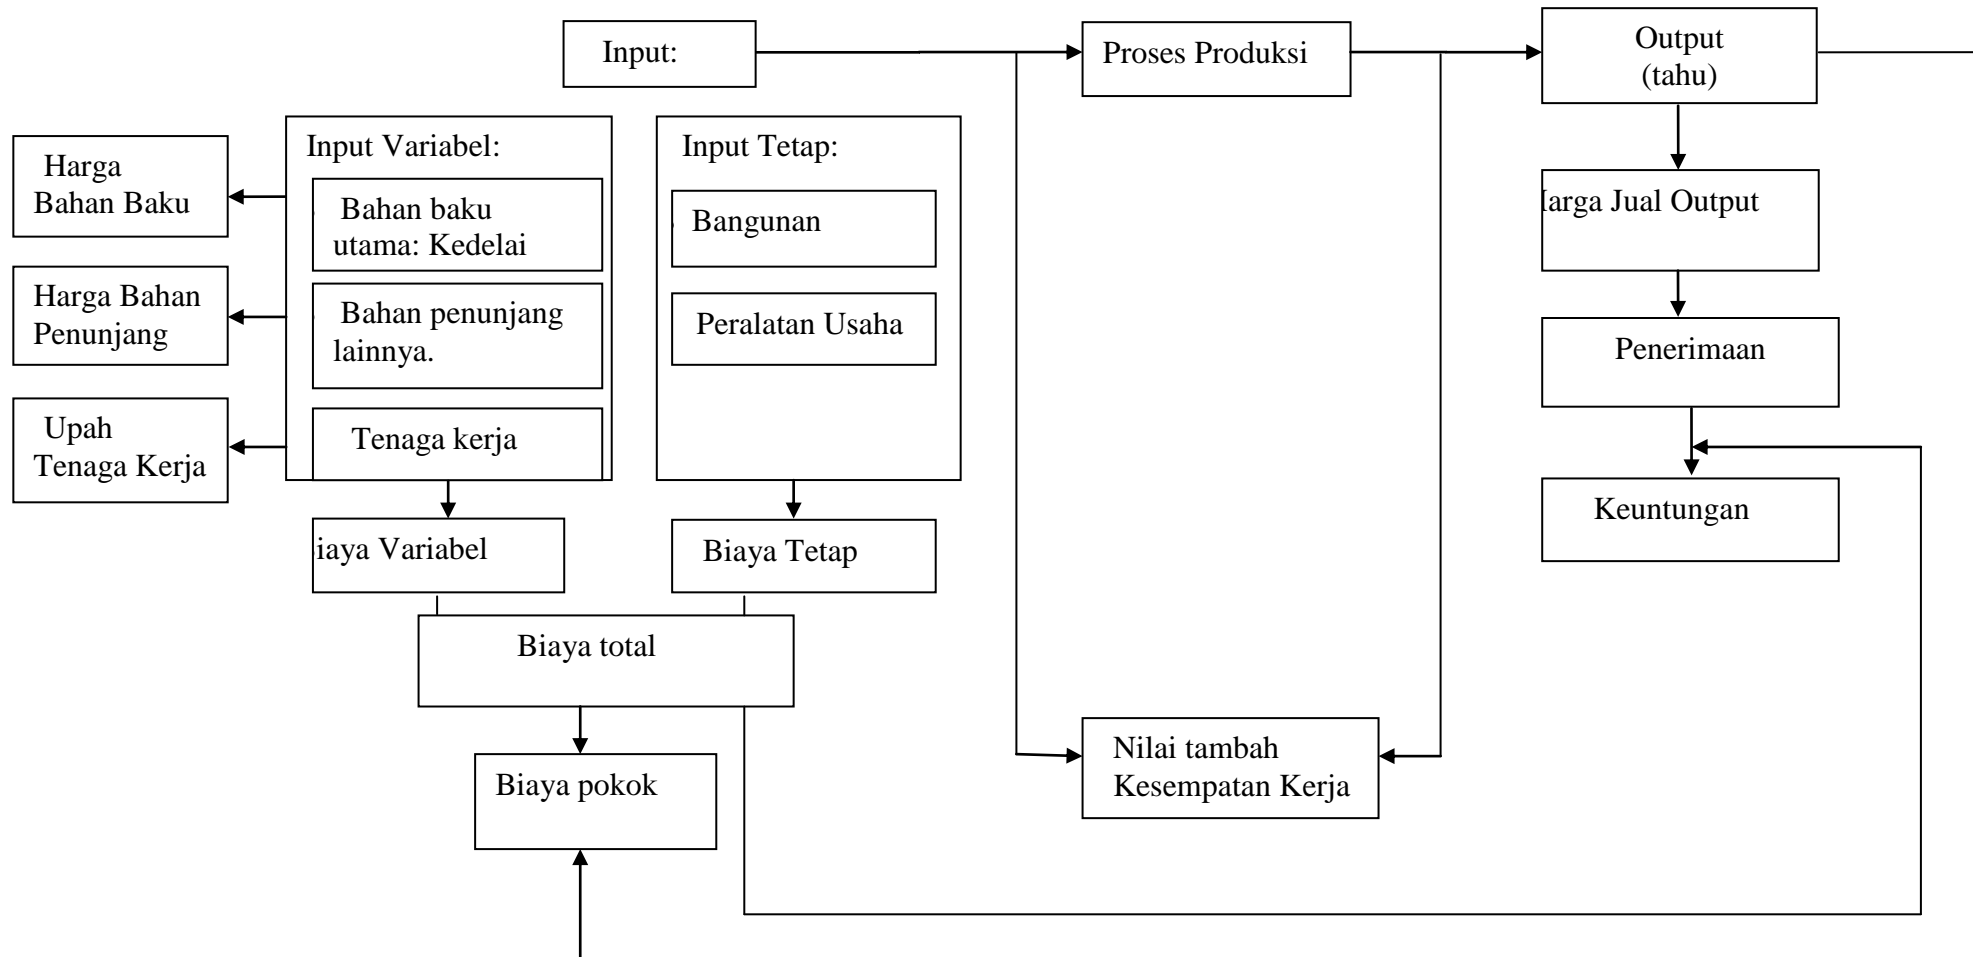 Input:
Proses Produksi
Output
(tahu)
Harga
Bahan Baku
Input Variabel:
Input Tetap:
Bahan baku
utama: Kedelai
Bangunan
Harga Jual Output
Harga Bahan
Penunjang
Bahan penunjang
lainnya.
Peralatan Usaha
Penerimaan
Upah
Tenaga Kerja
Tenaga kerja
Keuntungan
iaya Variabel
Biaya Tetap
Biaya total
Nilai tambah
Kesempatan Kerja
Biaya pokok